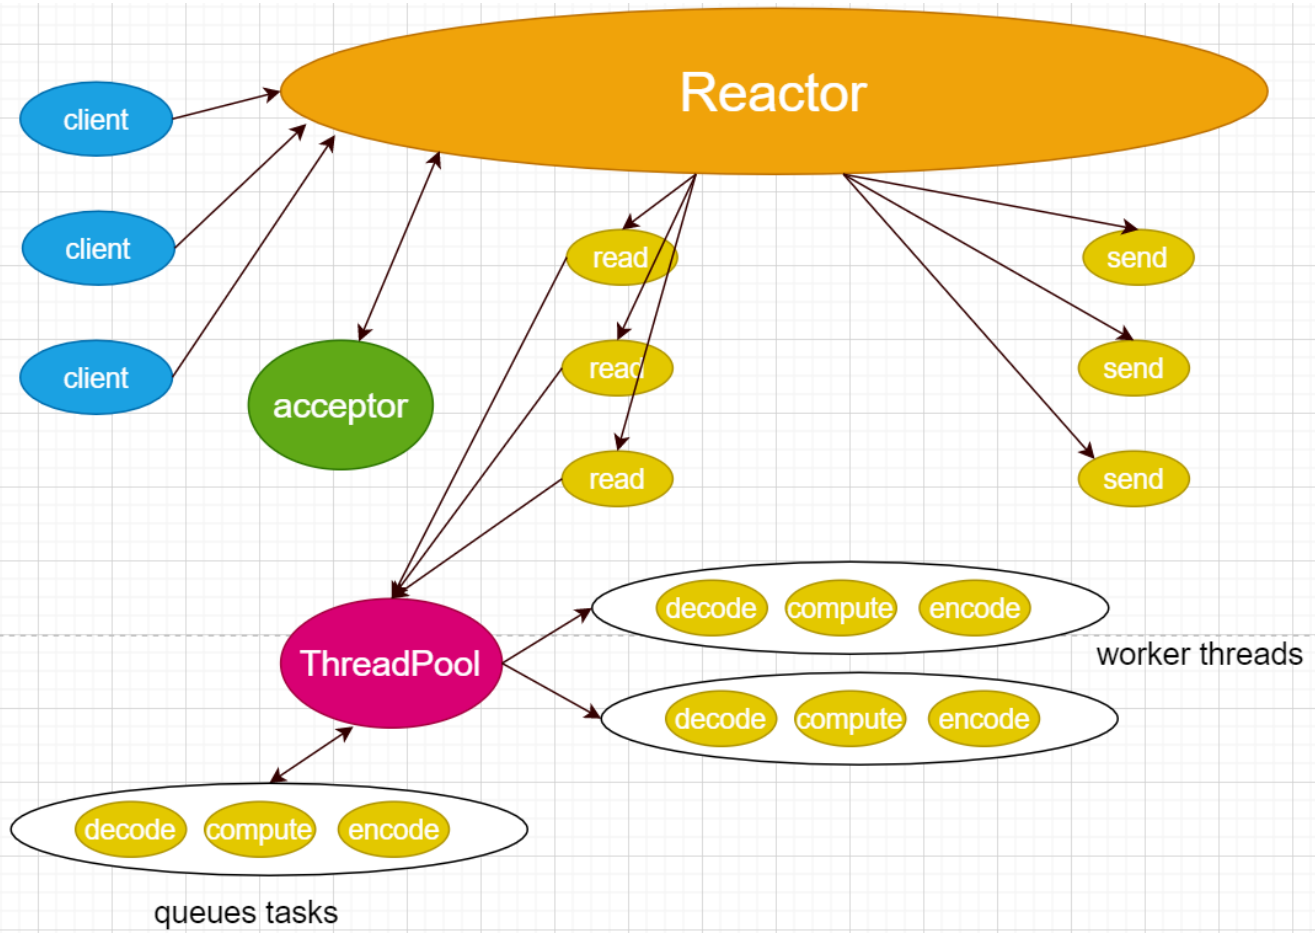 Reactor
client
client
client
acceptor
read
read
read
send
send
send
ThreadPool
decode compute encode
worker threads
decode compute encode
decode compute encode
queues tasks